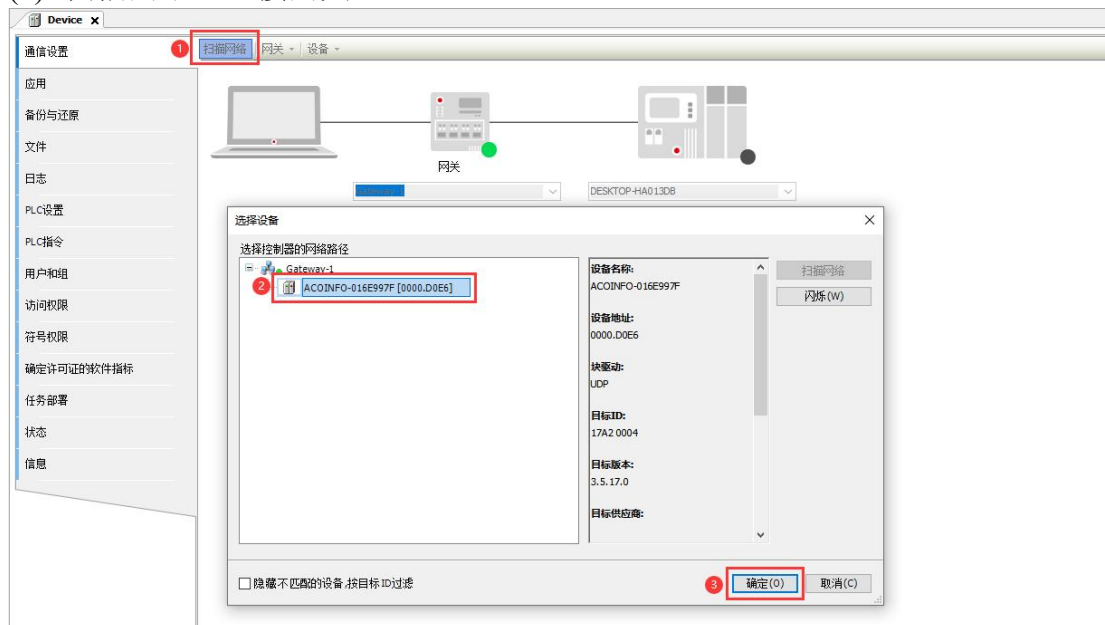 Device
通信设置
1
扫描网络 网关 设备
应用
备份与还原
文件
日志
PLC设置
PLC指令
用户和组
访问权限
符号权限
确定许可证的软件指标
任务部署
状态
信息
网关
Gateway-1
DESKTOP-HA013DB
选择设备
选择控制器的网络路径
Gateway-1
2
ACOINFO-016E997F [0000.D0E6]
设备名称:
ACOINFO-016E997F
设备地址:
0000.D0E6
块驱动:
UDP
目标ID:
17A2 0004
目标版本:
3.5.17.0
目标供应商:
扫描网络
闪烁(W)
隐藏不匹配的设备,按目标ID过滤
3
确定(O)
取消(C)